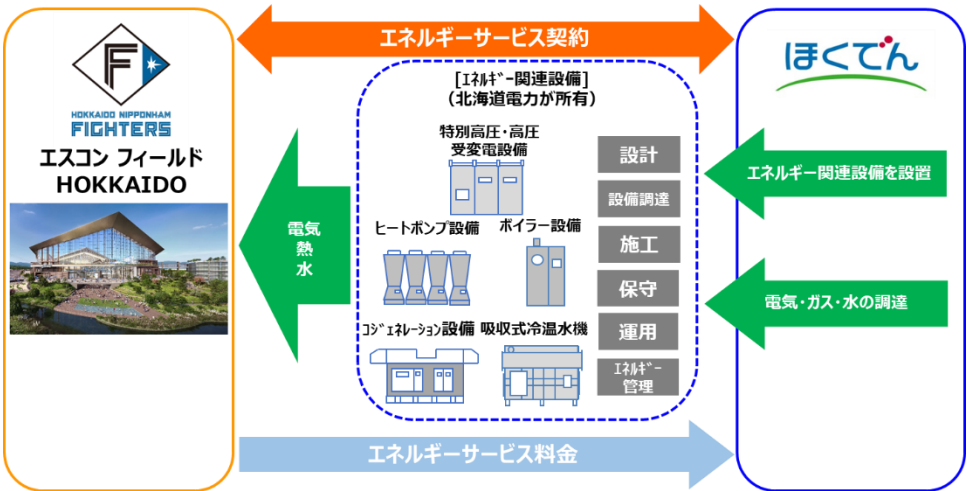 エネルギーサービス契約
HOKKAIDO NIPPONHAM
FIGHTERS
エスコン フィールド
HOKKAIDO
電気
熱
水
[ｴﾈﾙｷﾞｰ関連設備]
(北海道電力が所有)
特別高圧・高圧
受変電設備
ヒートポンプ設備
ボイラー設備
ｺｼﾞｪﾈﾚｰｼｮﾝ設備
吸収式冷温水機
設計
設備調達
施工
保守
運用
ｴﾈﾙｷﾞｰ
管理
ほくでん
エネルギー関連設備を設置
電気・ガス・水の調達
エネルギーサービス料金